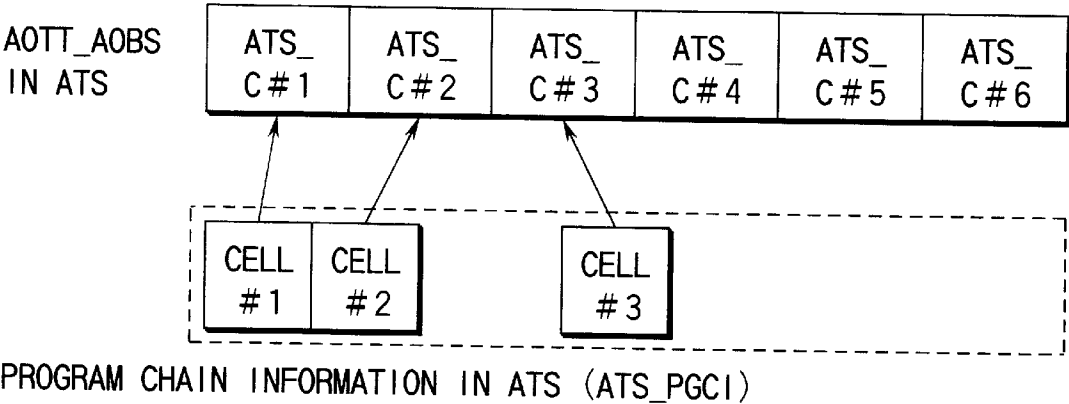 AOTT_AOBS
IN ATS
ATS_
C#1
ATS_
C#2
ATS_
C#3
ATS_
C#4
ATS_
C#5
ATS_
C#6
CELL
#1
CELL
#2
CELL
#3
PROGRAM CHAIN INFORMATION IN ATS (ATS_PGCI)